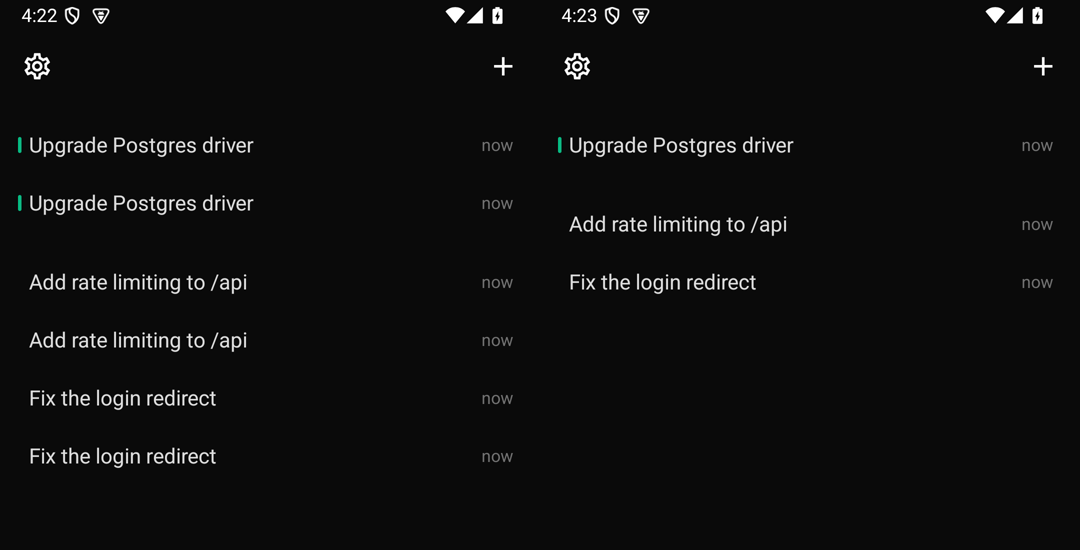 4:22
Upgrade Postgres driver now
Upgrade Postgres driver now
Add rate limiting to /api now
Add rate limiting to /api now
Fix the login redirect now
Fix the login redirect now
4:23
Upgrade Postgres driver now
Add rate limiting to /api now
Fix the login redirect now